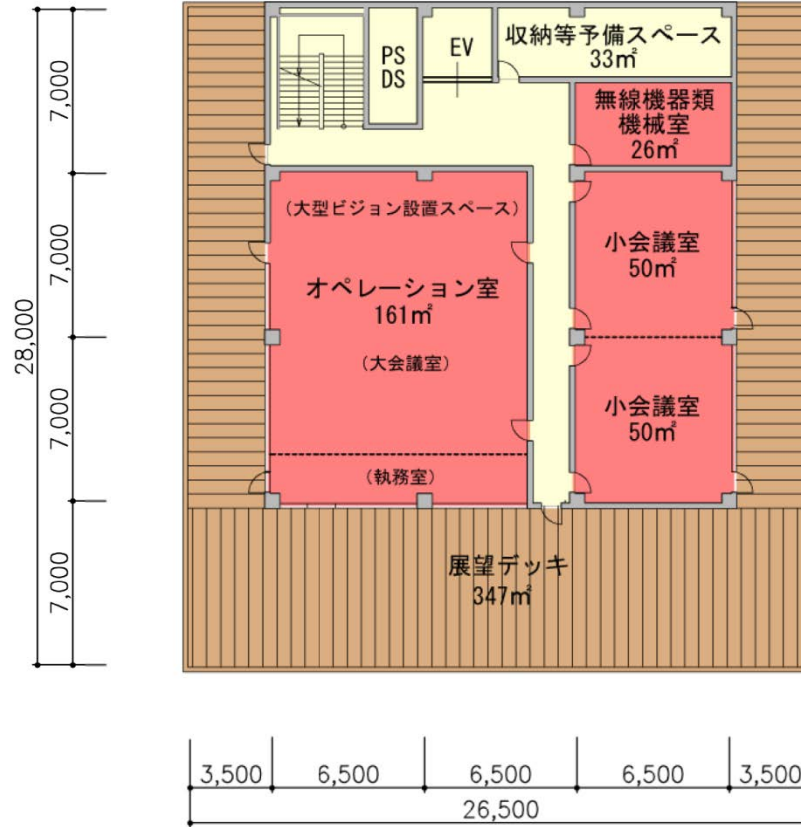 収納等予備スペース
33㎡
EV
PS
DS
無線機器類
機械室
26㎡
(大型ビジョン設置スペース)
オペレーション室
161㎡
(大会議室)
(執務室)
小会議室
50㎡
小会議室
50㎡
展望デッキ
347㎡
28,000
7,000
7,000
7,000
7,000
3,500
6,500
6,500
6,500
3,500
26,500